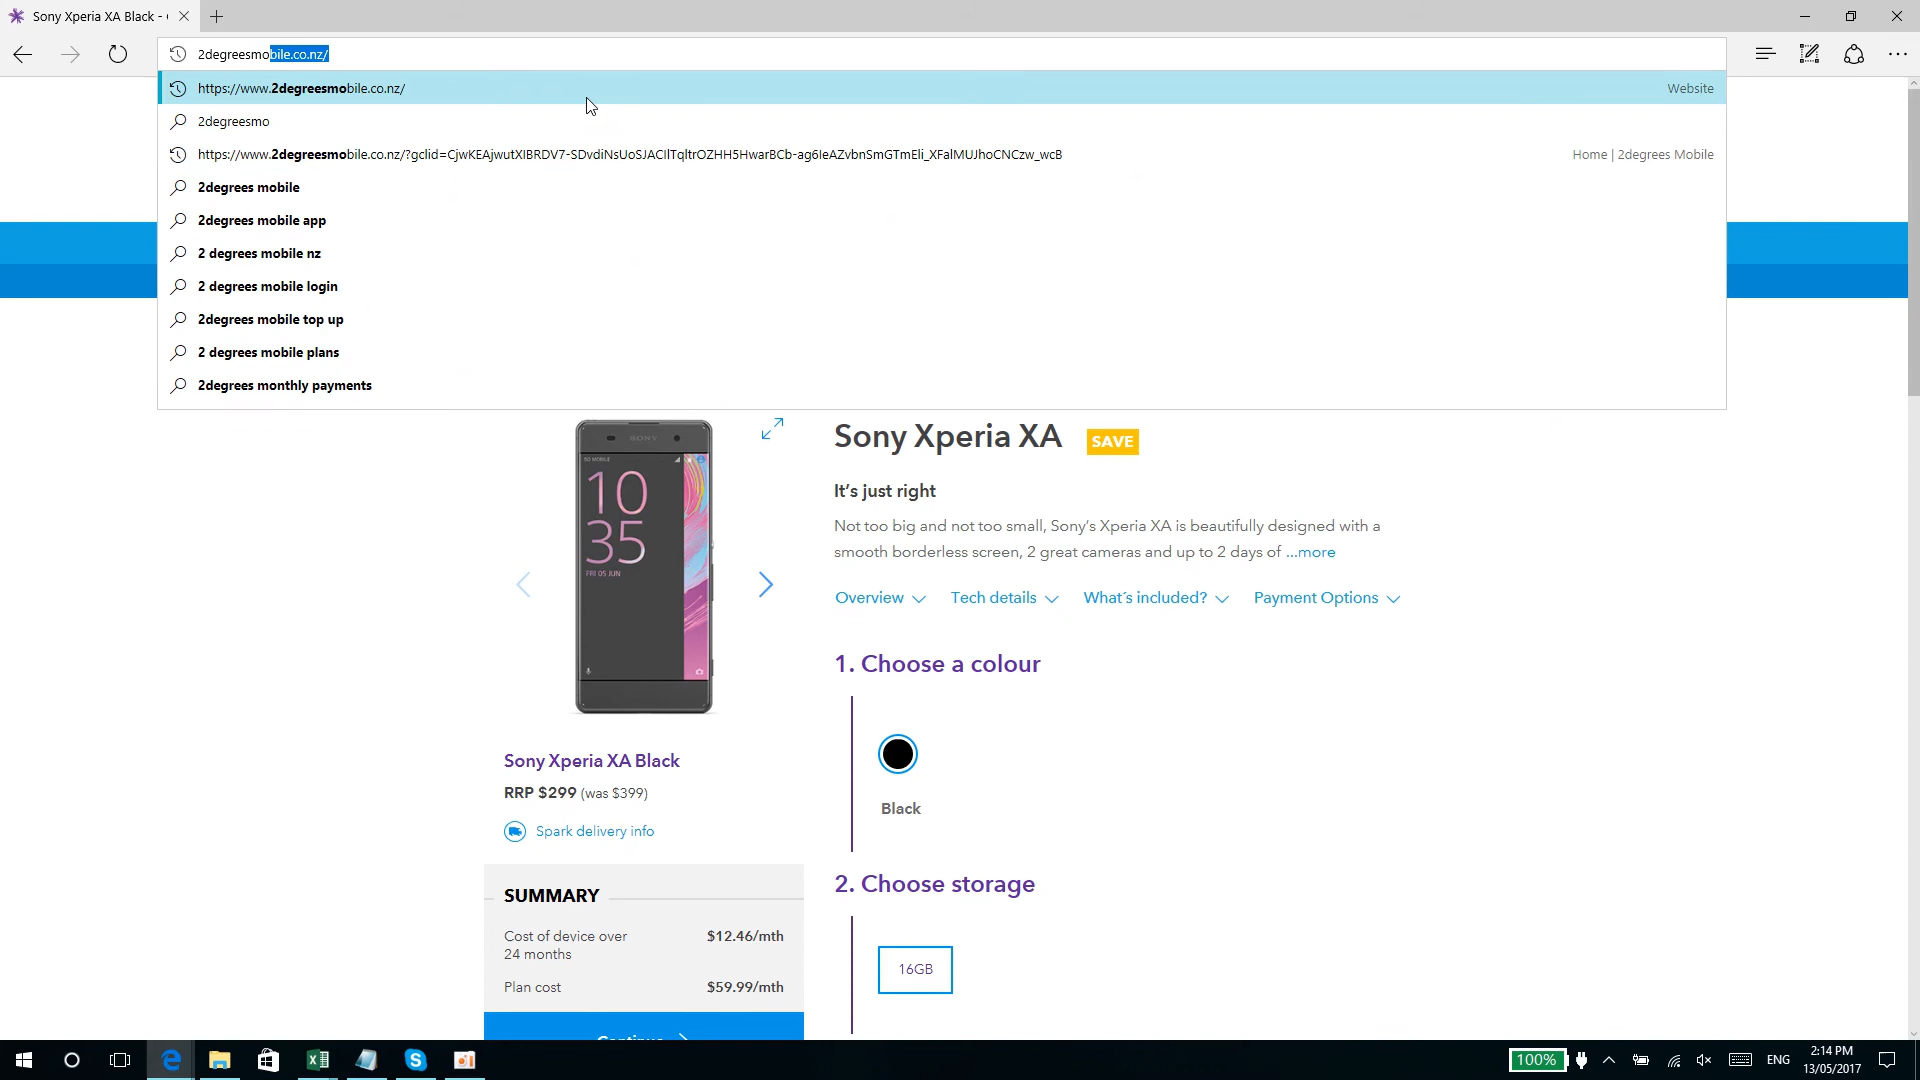 Sony Xperia XA Black -
2degreesmobile.co.nz/
https://www.2degreesmobile.co.nz/ Website
2degreesmo
https://www.2degreesmobile.co.nz/?gclid=CjwKEAjwutXIBRDV7-SDvdiNsUoSJACIlTqltrOZHH5HwarBCb-ag6IeAZvbnSmGTmEli_XFalMUJhoCNCzw_wcB Home | 2degrees Mobile
2degrees mobile
2degrees mobile app
2 degrees mobile nz
2 degrees mobile login
2degrees mobile top up
2 degrees mobile plans
2degrees monthly payments
SONY
10
35
FRI 05 JUN
Sony Xperia XA SAVE
It's just right
Not too big and not too small, Sony's Xperia XA is beautifully designed with a
smooth borderless screen, 2 great cameras and up to 2 days of ...more
Overview Tech details What´s included? Payment Options
1. Choose a colour
Black
Sony Xperia XA Black
RRP $299 (was $399)
Spark delivery info
2. Choose storage
16GB
SUMMARY
Cost of device over $12.46/mth
24 months
Plan cost $59.99/mth
Continue
100% ENG 2:14 PM
13/05/2017